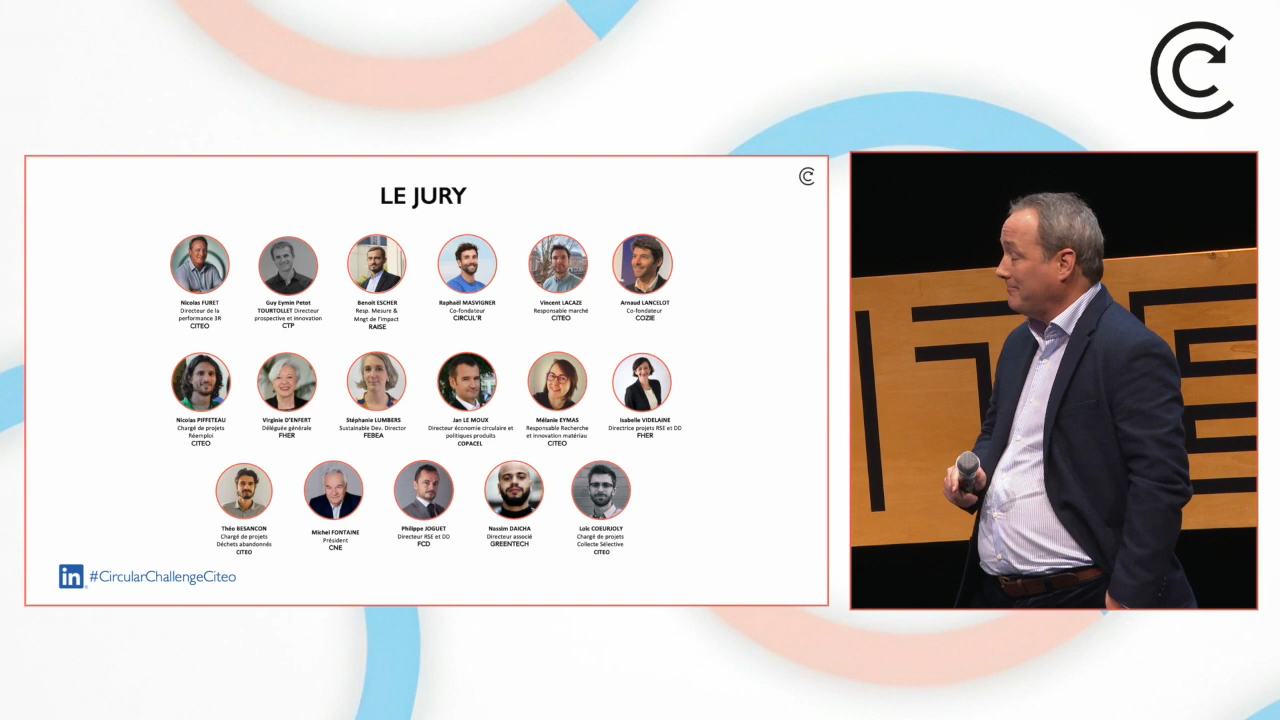 LE JURY
Nicolas FURET
Directeur de la
performance 3R
CITEO
Guy Eymin Petot
TOURTOLLET Directeur
prospective et innovation
CTP
Benoit ESCHER
Resp. Mesure &
Mngt de l'impact
RAISE
Raphaël MASVIGNER
Co-fondateur
CIRCUL'R
Vincent LACAZE
Responsable marché
CITEO
Arnaud LANCELOT
Co-fondateur
COZIE
Nicolas PIFFETEAU
Chargé de projets
Réemploi
CITEO
Virginie D'ENFERT
Déléguée générale
FHER
Stéphanie LUMBERS
Sustainable Dev. Director
FEBEA
Jan LE MOUX
Directeur économie circulaire et
politiques produits
COPACEL
Mélanie EYMAS
Responsable Recherche
et innovation matériau
CITEO
Isabelle VIDELAINE
Directrice projets RSE et DD
FHER
Théo BESANCON
Chargé de projets
Déchets abandonnés
CITEO
Michel FONTAINE
Président
CNE
Philippe JOGUET
Directeur RSE et DD
FCD
Nassim DAICHA
Directeur associé
GREENTECH
Loïc COEURJOLY
Chargé de projets
Collecte Sélective
CITEO
in #CircularChallengeCiteo